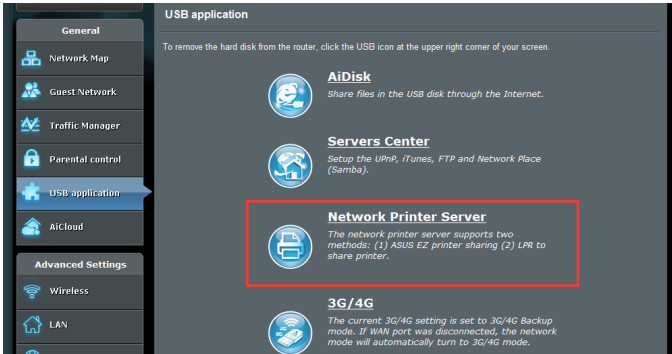 General
Network Map
Guest Network
Traffic Manager
Parental control
USB application
AiCloud
Advanced Settings
Wireless
LAN
USB application
To remove the hard disk from the router, click the USB icon at the upper right corner of your screen.
AiDisk
Share files in the USB disk through the Internet.
Servers Center
Setup the UPnP, iTunes, FTP and Network Place
(Samba).
Network Printer Server
The network printer server supports two
methods: (1) ASUS EZ printer sharing (2) LPR to
share printer.
3G/4G
The current 3G/4G setting is set to 3G/4G Backup
mode. If WAN port was disconnected, the network
mode will automatically turn to 3G/4G mode.